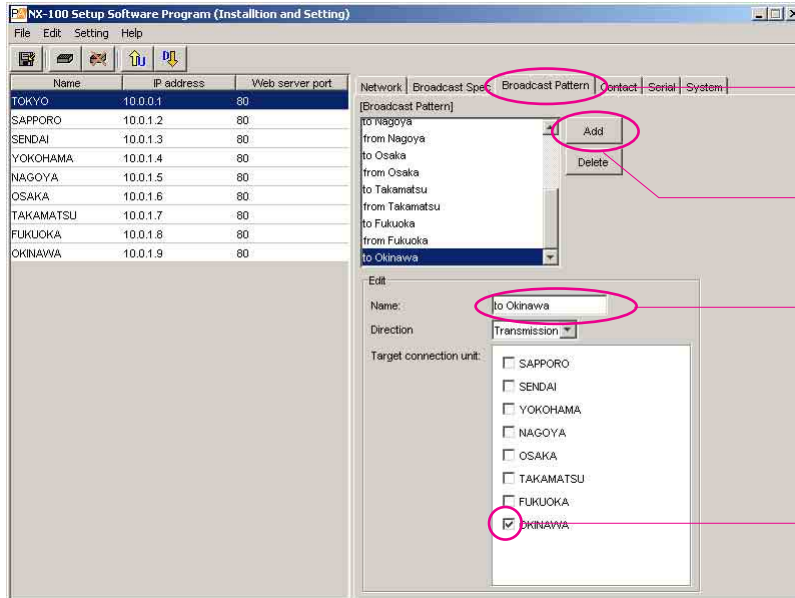 NX-100 Setup Software Program (Installtion and Setting)
File Edit Setting Help
Name IP address Web server port
TOKYO 10.0.0.1 80
SAPPORO 10.0.1.2 80
SENDAI 10.0.1.3 80
YOKOHAMA 10.0.1.4 80
NAGOYA 10.0.1.5 80
OSAKA 10.0.1.6 80
TAKAMATSU 10.0.1.7 80
FUKUOKA 10.0.1.8 80
OKINAWA 10.0.1.9 80
Network Broadcast Spec Broadcast Pattern Contact Serial System
[Broadcast Pattern]
to Nagoya
from Nagoya
to Osaka
from Osaka
to Takamatsu
from Takamatsu
to Fukuoka
from Fukuoka
to Okinawa
Add
Delete
Edit
Name: to Okinawa
Direction Transmission
Target connection unit:
SAPPORO
SENDAI
YOKOHAMA
NAGOYA
OSAKA
TAKAMATSU
FUKUOKA
OKINAWA